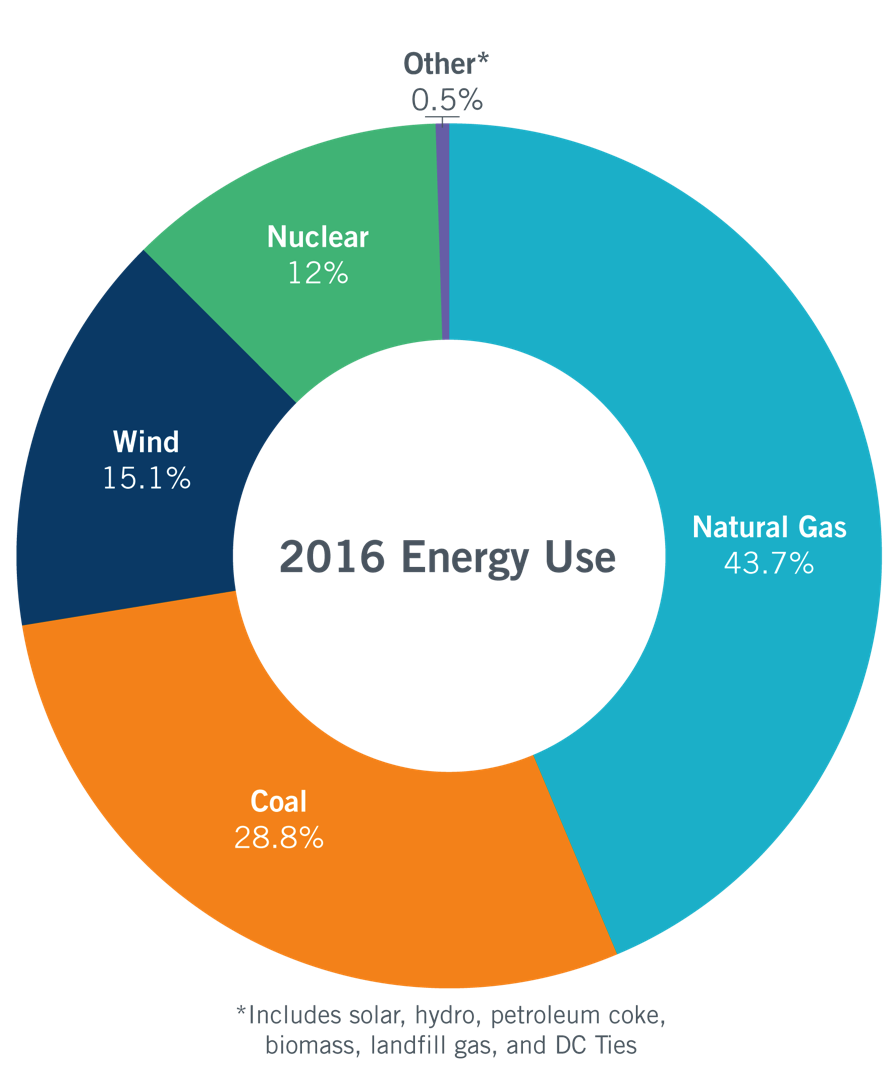 Other*
0.5%
Nuclear
12%
Wind
15.1%
Natural Gas
43.7%
2016 Energy Use
Coal
28.8%
*Includes solar, hydro, petroleum coke,
biomass, landfill gas, and DC Ties